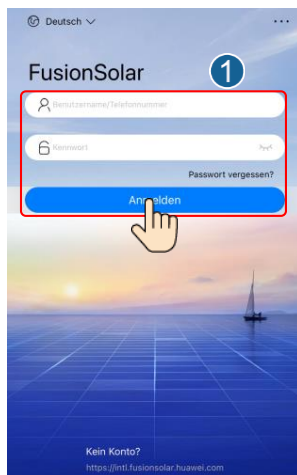 Deutsch
FusionSolar
1
Benutzername/Telefonnummer
Kennwort
Passwort vergessen?
Anmelden
Kein Konto?
https://intl.fusionsolar.huawei.com